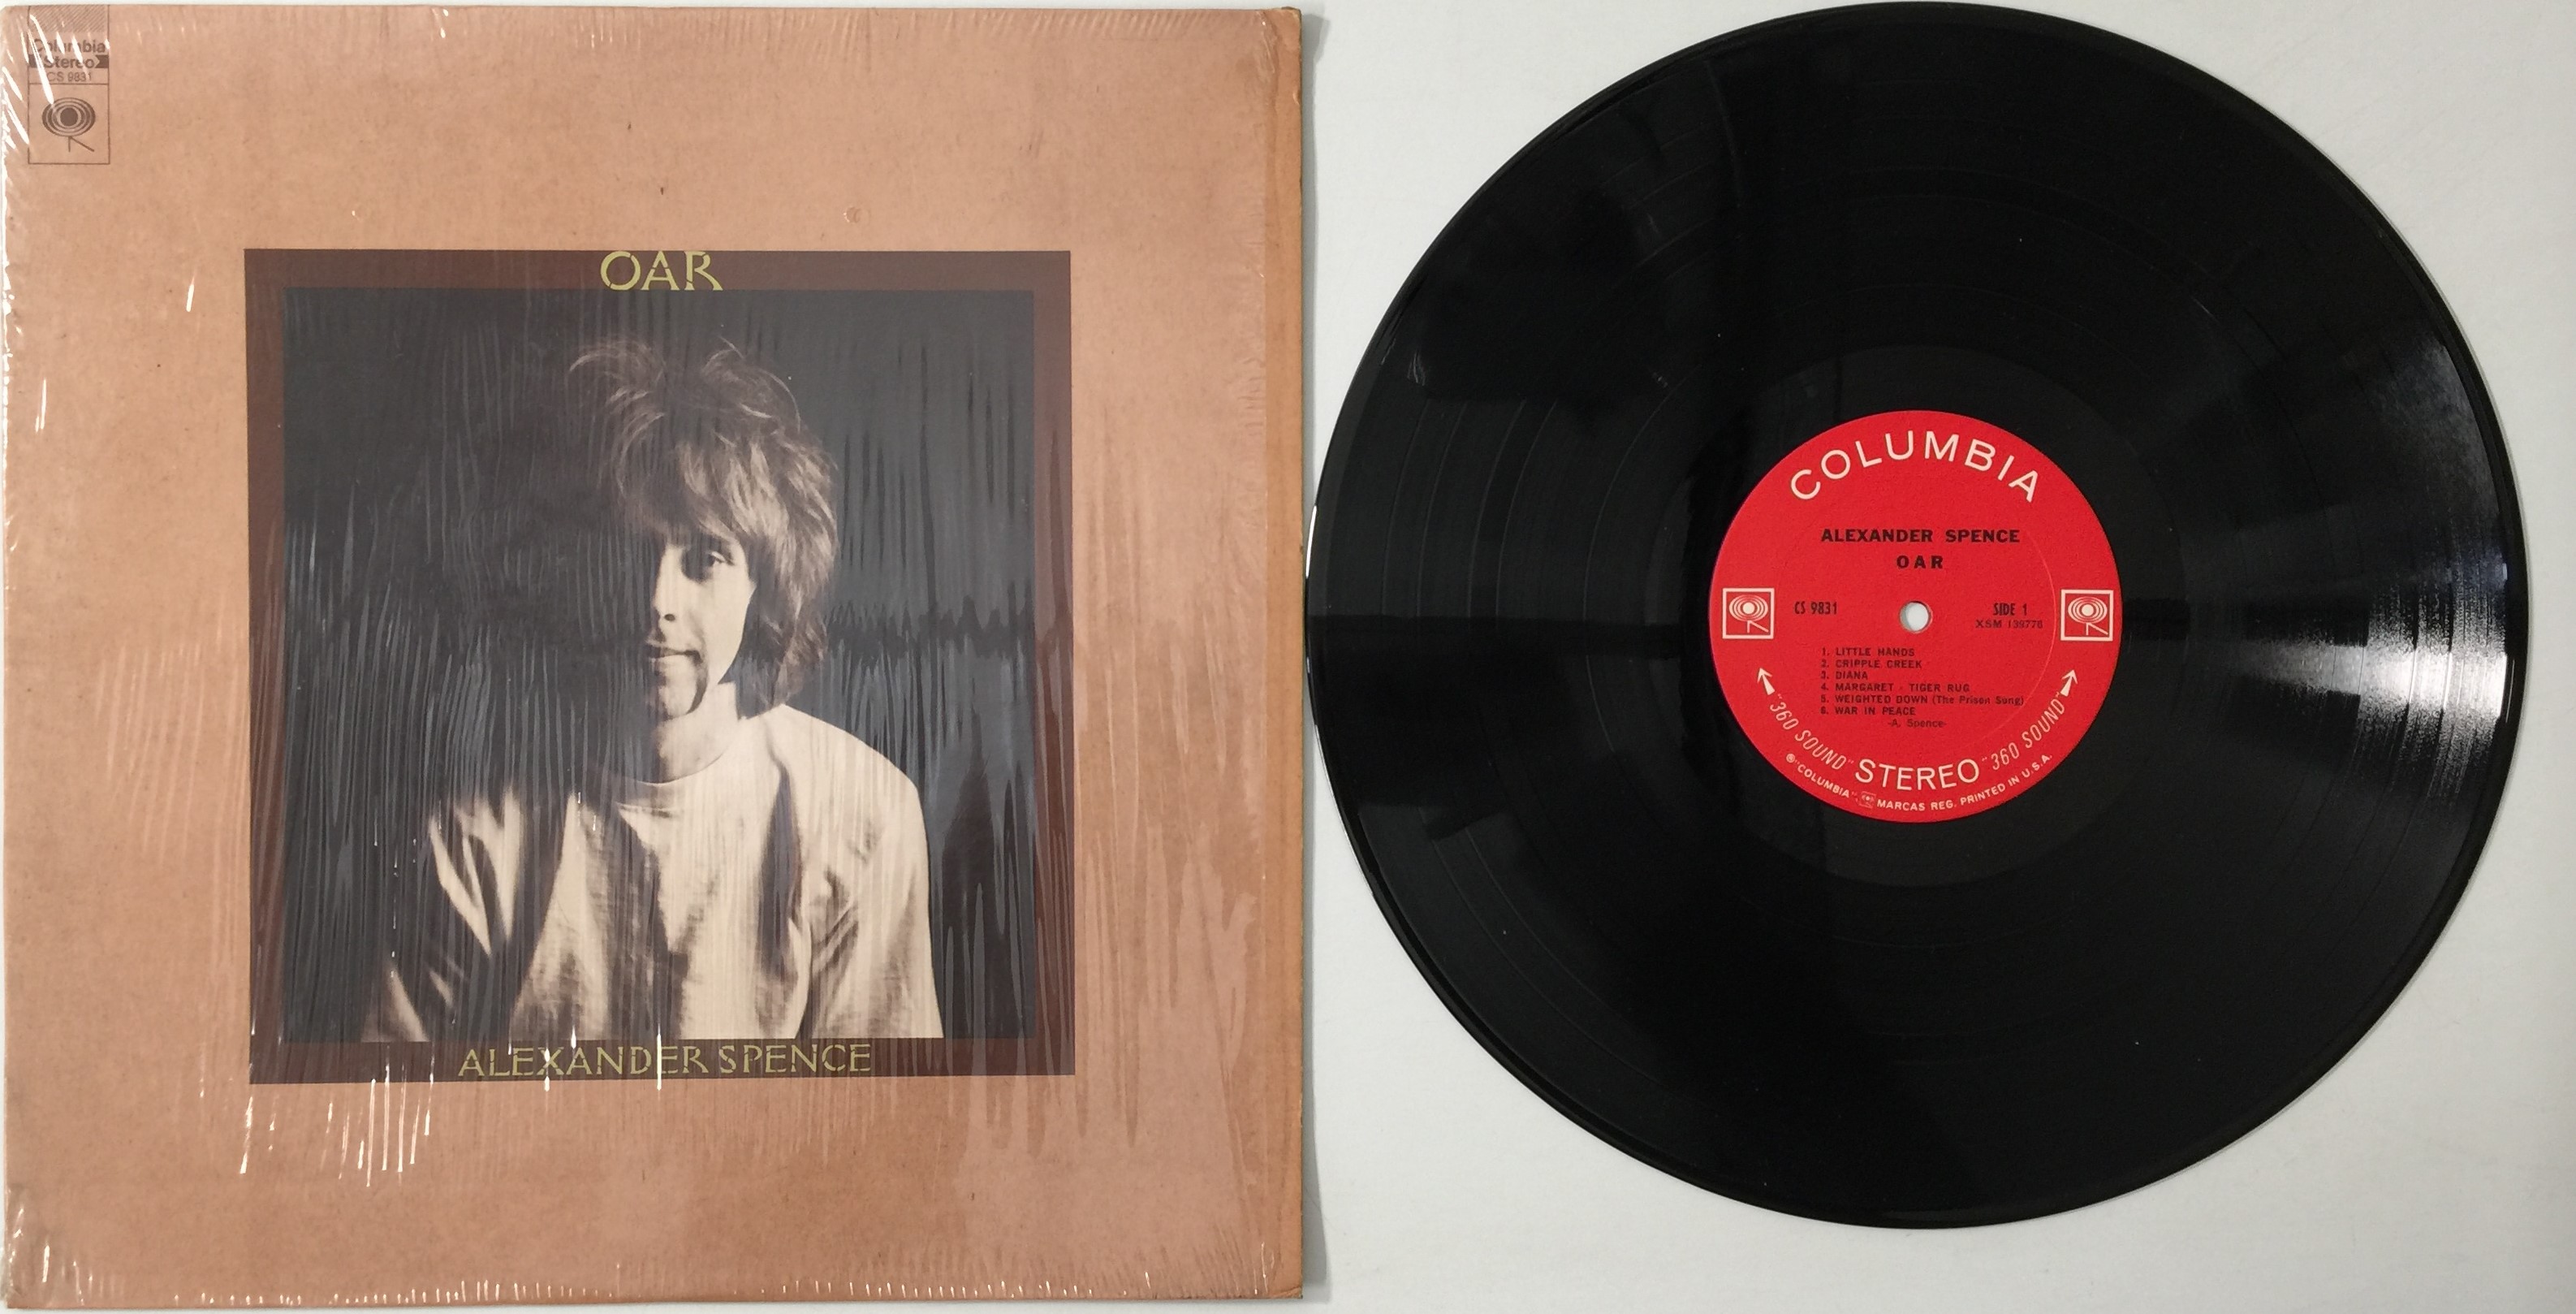 Columbia
Stereo
CS 9831
OAR
ALEXANDER SPENCE
COLUMBIA
ALEXANDER SPENCE
OAR
CS 9831
SIDE 1
XSM 139776
1. LITTLE HANDS
2. CRIPPLE CREEK
3. DIANA
4. MARGARET - TIGER RUG
5. WEIGHTED DOWN (The Prison Song)
6. WAR IN PEACE
-A. Spence-
"360 SOUND" STEREO "360 SOUND"
®"COLUMBIA" MARCAS REG. PRINTED IN U.S.A.